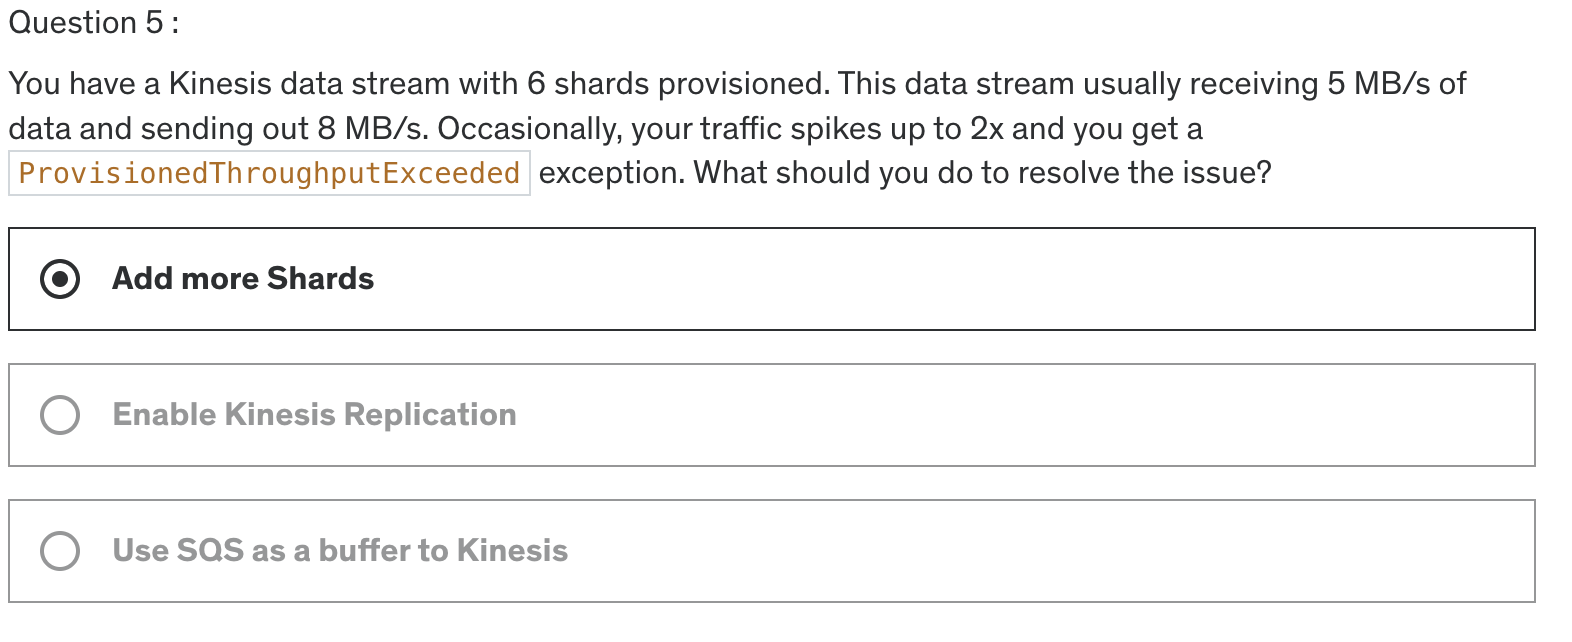 Question 5 :
You have a Kinesis data stream with 6 shards provisioned. This data stream usually receiving 5 MB/s of
data and sending out 8 MB/s. Occasionally, your traffic spikes up to 2x and you get a
ProvisionedThroughputExceeded exception. What should you do to resolve the issue?
Add more Shards
Enable Kinesis Replication
Use SQS as a buffer to Kinesis